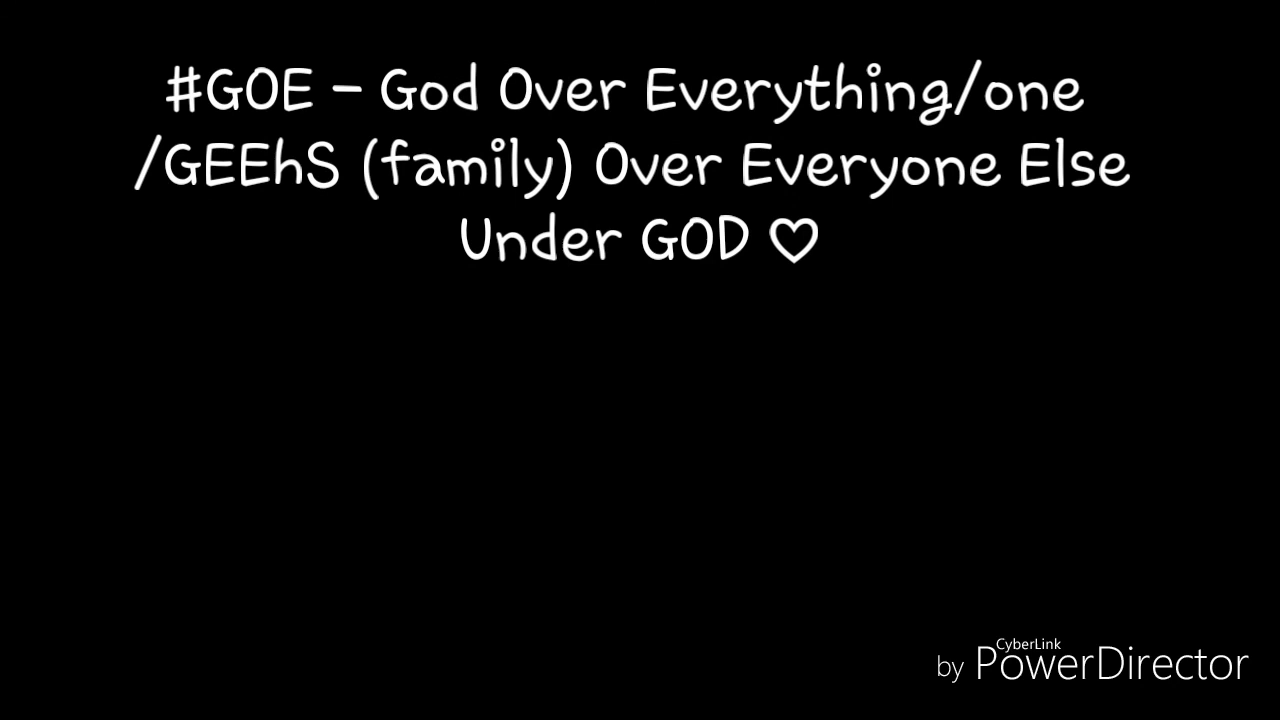 #GOE - God Over Everything/one
/GEEhS (family) Over Everyone Else
Under GOD ♡
CyberLink
by PowerDirector